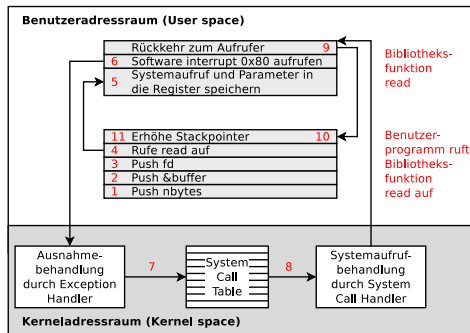 Benutzeradressraum (User space)
Rückkehr zum Aufrufer 9
6 Software interrupt 0x80 aufrufen
5 Systemaufruf und Parameter in
die Register speichern
Bibliotheks-
funktion
read
11 Erhöhe Stackpointer 10
4 Rufe read auf
3 Push fd
2 Push &buffer
1 Push nbytes
Benutzer-
programm ruft
Bibliotheks-
funktion
read auf
Ausnahme-
behandlung
durch Exception
Handler
7
System
Call
Table
8
Systemaufruf-
behandlung
durch System
Call Handler
Kerneladressraum (Kernel space)